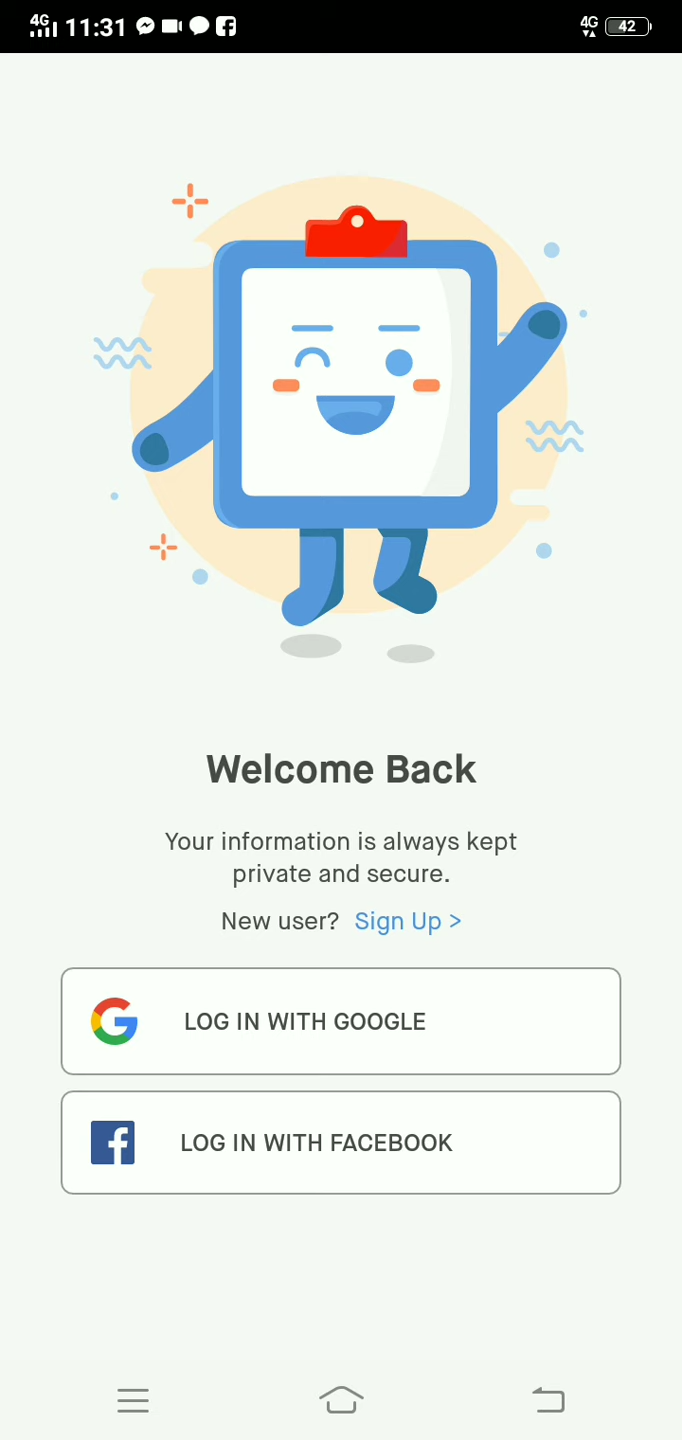 4G 11:31 4G 42
Welcome Back
Your information is always kept
private and secure.
New user? Sign Up >
LOG IN WITH GOOGLE
LOG IN WITH FACEBOOK